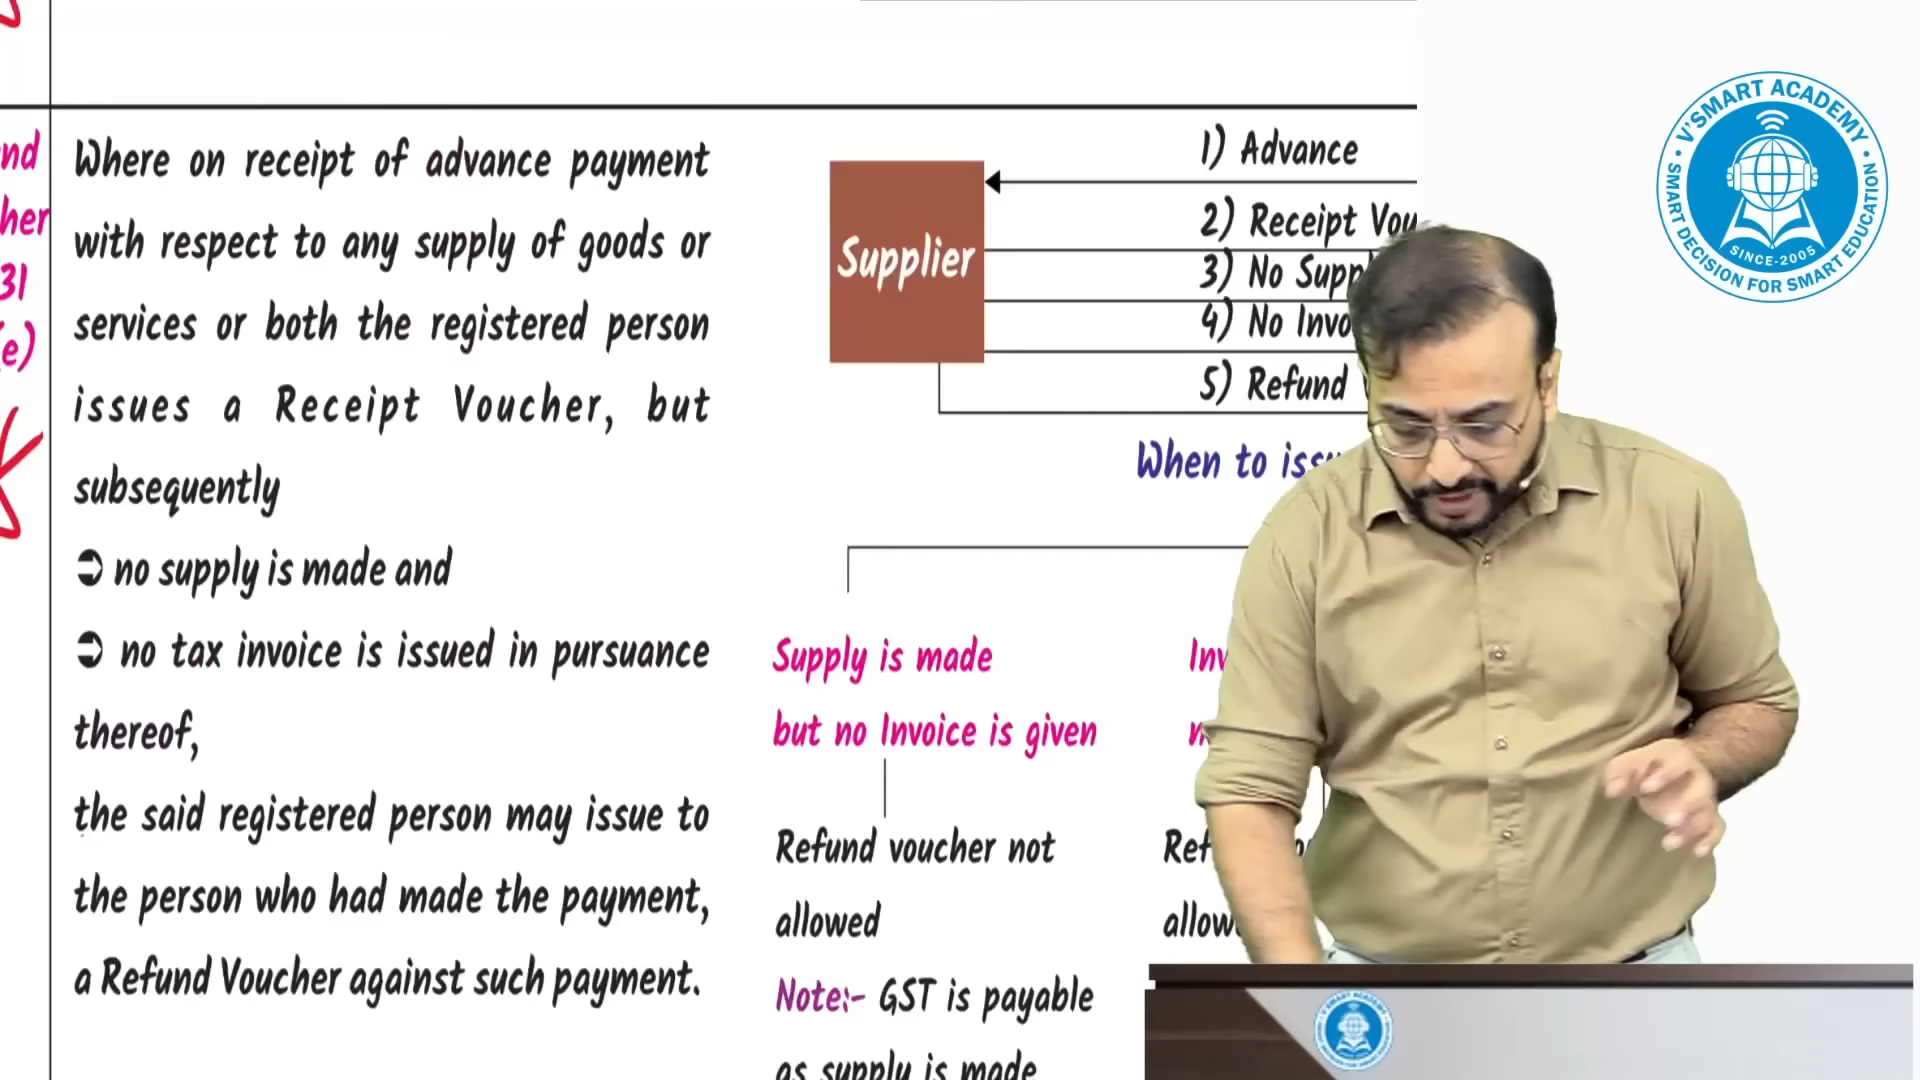 nd
her
31
(e)
Where on receipt of advance payment
with respect to any supply of goods or
services or both the registered person
issues a Receipt Voucher, but
subsequently
➲ no supply is made and
➲ no tax invoice is issued in pursuance
thereof,
the said registered person may issue to
the person who had made the payment,
a Refund Voucher against such payment.
Supplier
1) Advance
2) Receipt Vou
3) No Supp
4) No Invo
5) Refund
When to issu
Supply is made
but no Invoice is given
Refund voucher not
allowed
Note:- GST is payable
as supply is made
Inv
Ref
allow
V'SMART ACADEMY
SMART DECISION FOR SMART EDUCATION
SINCE-2005